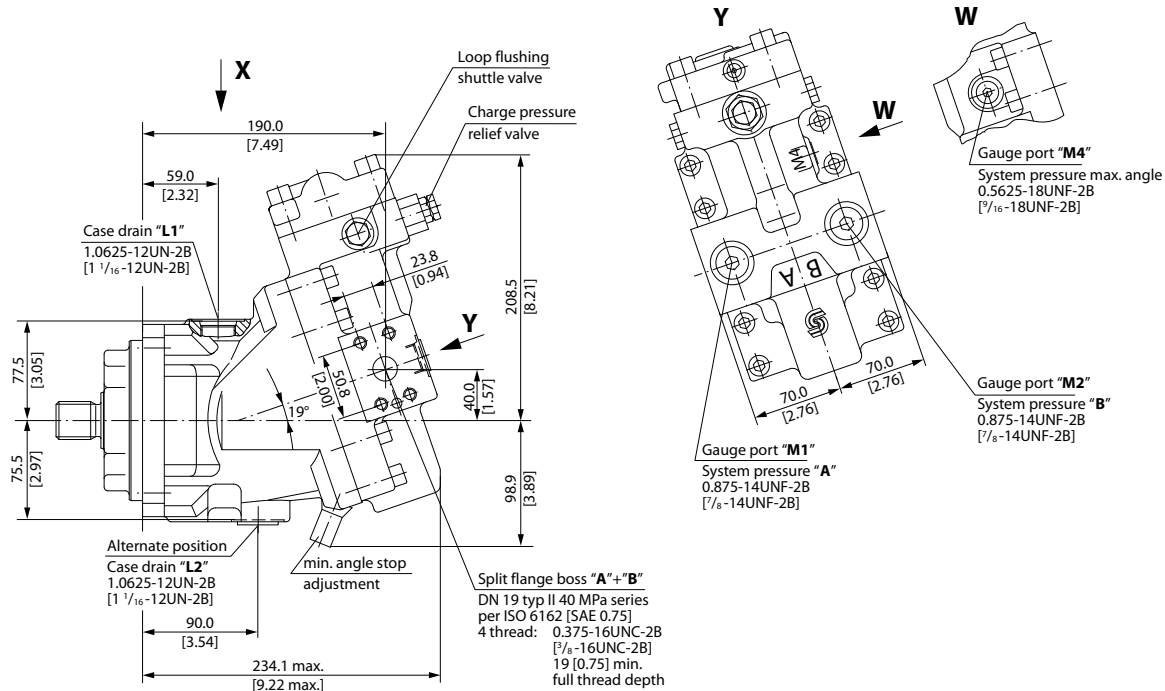 X
Loop flushing
shuttle valve
Charge pressure
relief valve
190.0
[7.49]
59.0
[2.32]
Case drain "L1"
1.0625-12UN-2B
[1 1/16-12UN-2B]
23.8
[0.94]
208.5
[8.21]
Y
77.5
[3.05]
50.8
[2.00]
40.0
[1.57]
19°
75.5
[2.97]
98.9
[3.89]
Alternate position
Case drain "L2"
1.0625-12UN-2B
[1 1/16-12UN-2B]
min. angle stop
adjustment
90.0
[3.54]
234.1 max.
[9.22 max.]
Split flange boss "A"+"B"
DN 19 typ II 40 MPa series
per ISO 6162 [SAE 0.75]
4 thread: 0.375-16UNC-2B
[3/8-16UNC-2B]
19 [0.75] min.
full thread depth
Y
W
M4
B A
70.0
[2.76]
70.0
[2.76]
Gauge port "M1"
System pressure "A"
0.875-14UNF-2B
[7/8-14UNF-2B]
W
Gauge port "M4"
System pressure max. angle
0.5625-18UNF-2B
[9/16-18UNF-2B]
Gauge port "M2"
System pressure "B"
0.875-14UNF-2B
[7/8-14UNF-2B]